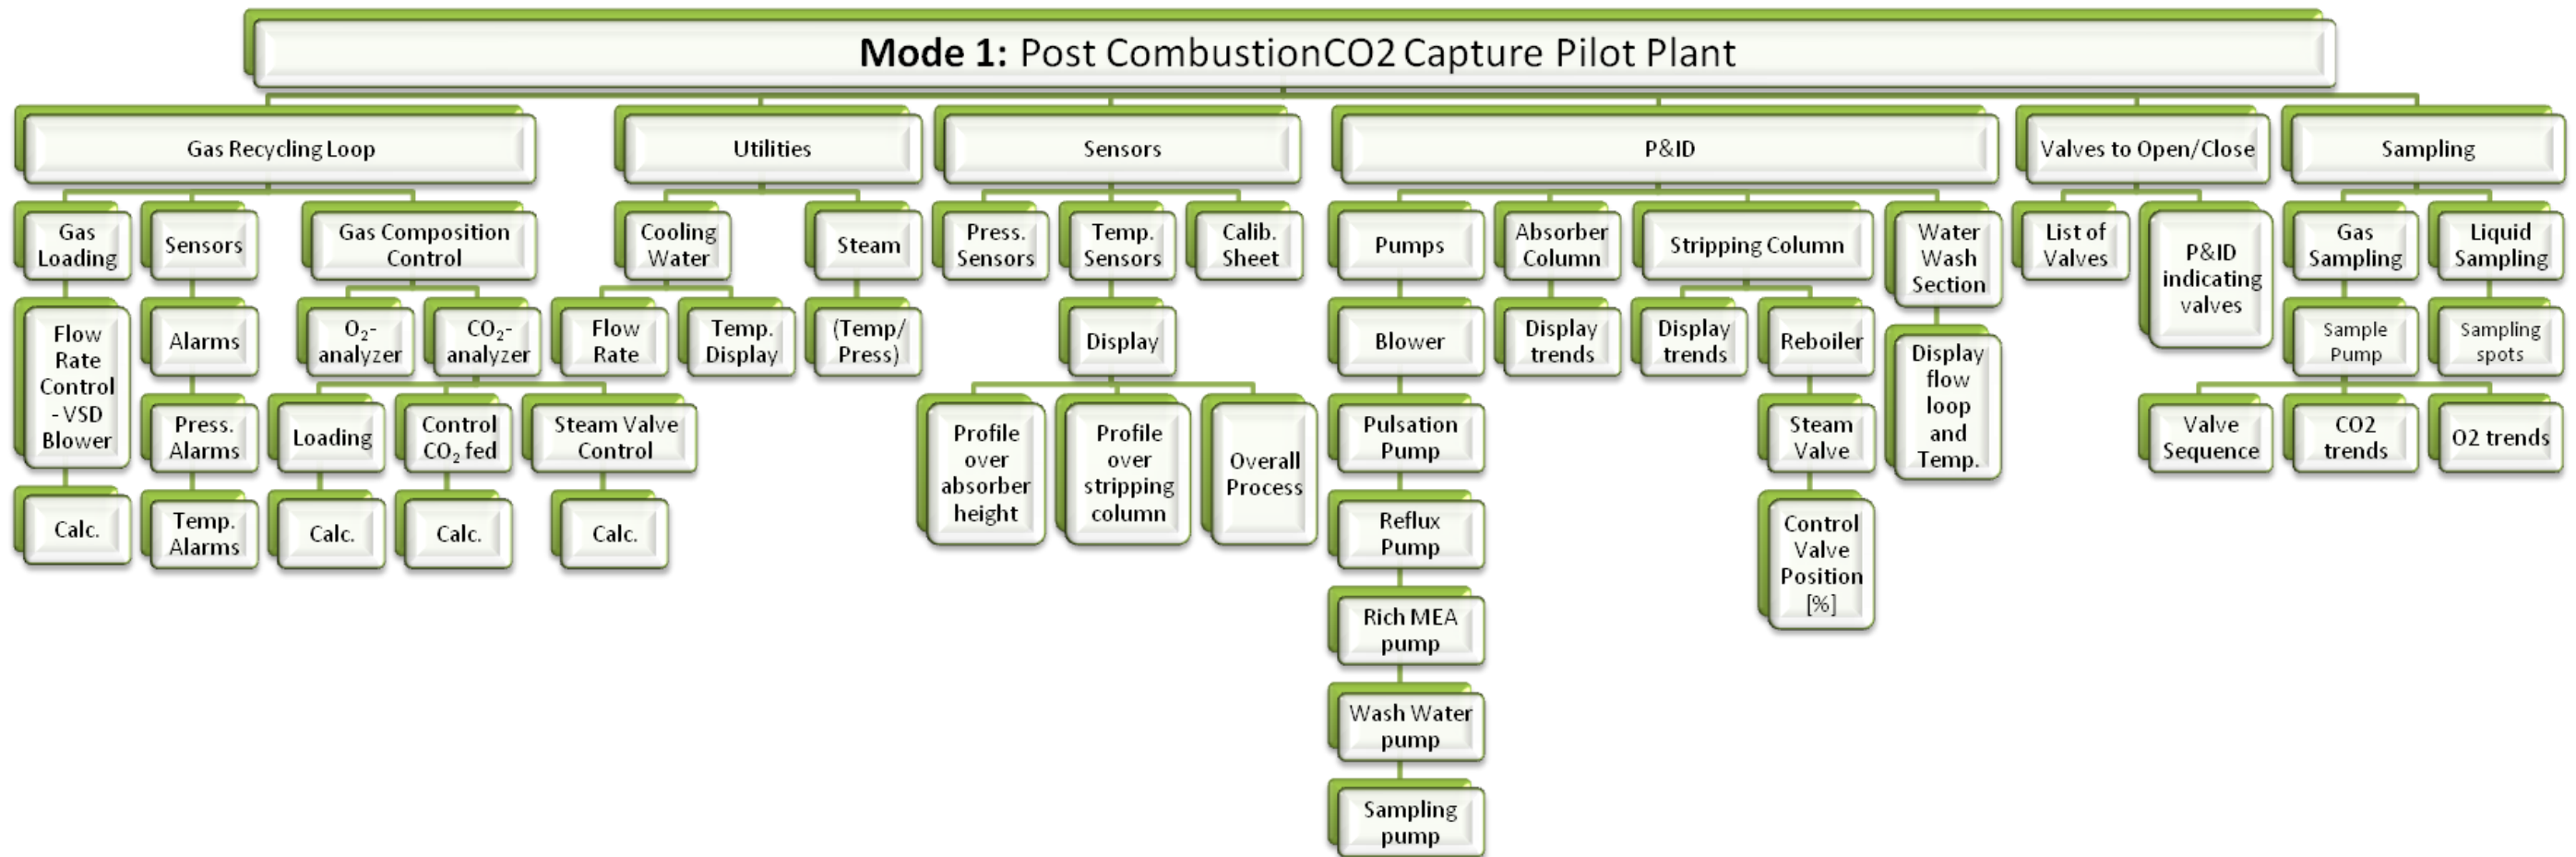 Mode 1: Post CombustionCO2 Capture Pilot Plant
Gas Recycling Loop
Utilities
Sensors
P&ID
Valves to Open/Close
Sampling
Gas
Loading
Sensors
Gas Composition
Control
Cooling
Water
Steam
Press.
Sensors
Temp.
Sensors
Calib.
Sheet
Pumps
Absorber
Column
Stripping Column
Water
Wash
Section
List of
Valves
P&ID
indicating
valves
Gas
Sampling
Liquid
Sampling
Flow
Rate
Control
- VSD
Blower
Alarms
O₂-
analyzer
CO₂-
analyzer
Flow
Rate
Temp.
Display
(Temp/
Press)
Display
Blower
Display
trends
Display
trends
Reboiler
Display
flow
loop
and
Temp.
Sample
Pump
Sampling
spots
Press.
Alarms
Loading
Control
CO₂ fed
Steam Valve
Control
Profile
over
absorber
height
Profile
over
stripping
column
Overall
Process
Pulsation
Pump
Steam
Valve
Valve
Sequence
CO2
trends
O2 trends
Calc.
Temp.
Alarms
Calc.
Calc.
Calc.
Reflux
Pump
Control
Valve
Position
[%]
Rich MEA
pump
Wash Water
pump
Sampling
pump